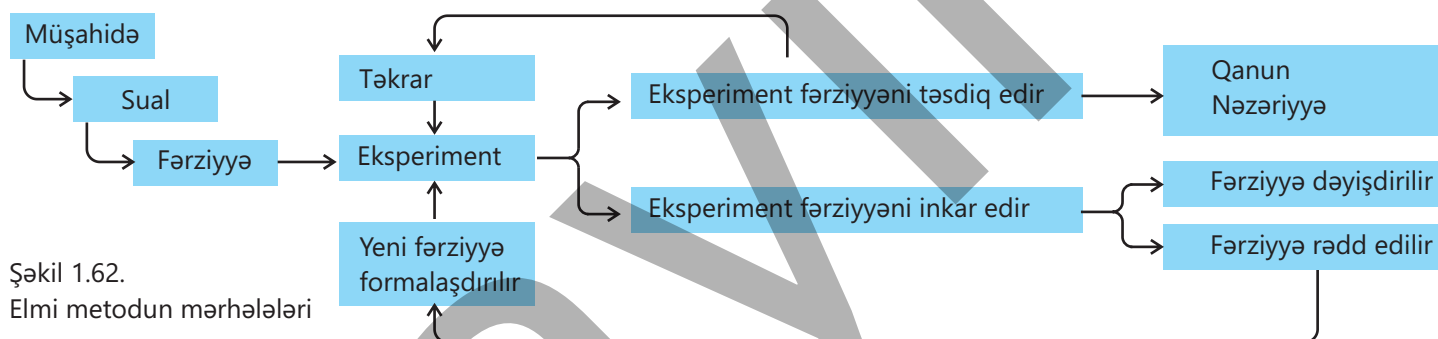 Müşahidə
Sual
Fərziyyə
Təkrar
Eksperiment
Yeni fərziyyə
formalaşdırılır
Eksperiment fərziyyəni təsdiq edir
Eksperiment fərziyyəni inkar edir
Qanun
Nəzəriyyə
Fərziyyə dəyişdirilir
Fərziyyə rədd edilir
Şəkil 1.62.
Elmi metodun mərhələləri